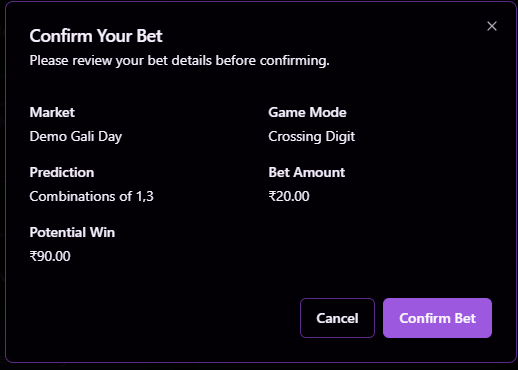 Confirm Your Bet
Please review your bet details before confirming.
Market
Game Mode
Demo Gali Day
Crossing Digit
Prediction
Bet Amount
Combinations of 1,3
₹20.00
Potential Win
₹90.00
Cancel
Confirm Bet